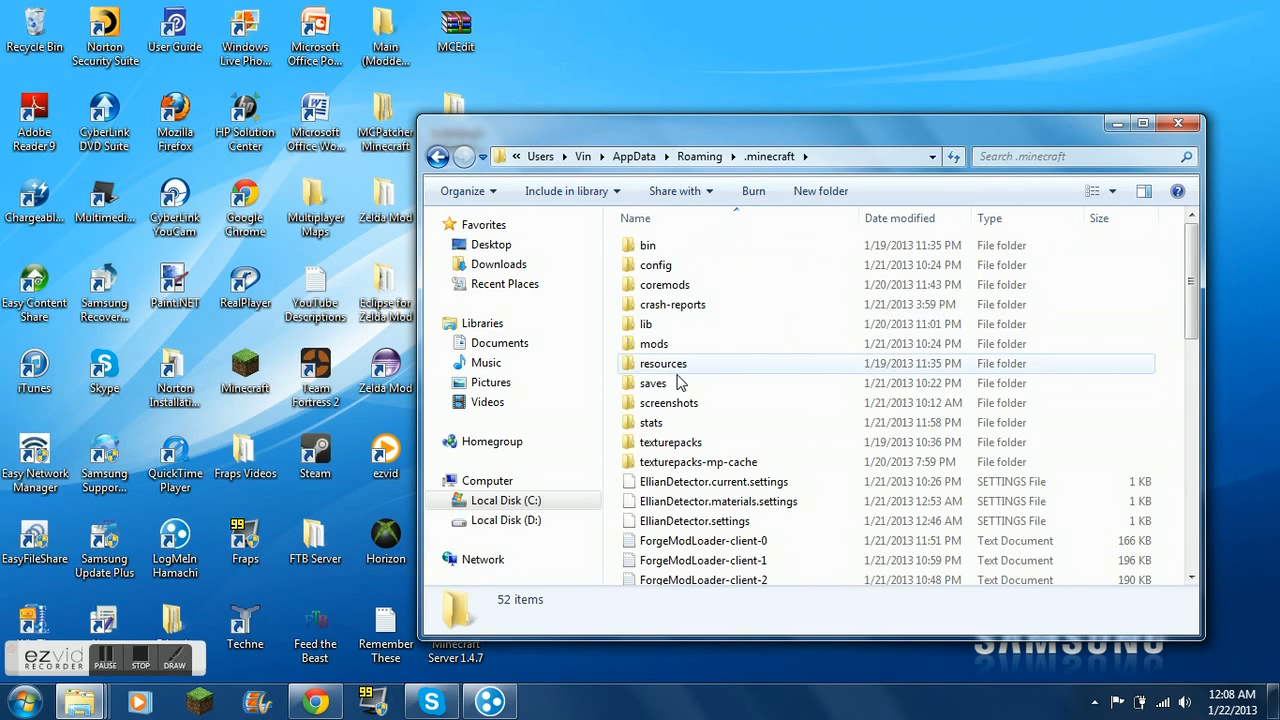 Recycle Bin
Norton
Security Suite
User Guide
Windows
Live Pho...
Microsoft
Office Po...
Main
(Modde...
MCEdit
Adobe
Reader 9
CyberLink
DVD Suite
Mozilla
Firefox
HP Solution
Center
Microsoft
Office Wo...
MCPatcher
Minecraft
Chargeabl...
Multimedi...
CyberLink
YouCam
Google
Chrome
Multiplayer
Maps
Zelda Mod
Easy Content
Share
Samsung
Recover...
Paint.NET
RealPlayer
YouTube
Descriptions
Eclipse for
Zelda Mod
iTunes
Skype
Norton
Installati...
Minecraft
Team
Fortress 2
Zelda Mod
Easy Network
Manager
Samsung
Suppor...
QuickTime
Player
Fraps Videos
Steam
ezvid
EasyFileShare
Samsung
Update Plus
LogMeIn
Hamachi
99
Fraps
FTB Server
Horizon
Techne
FTB
Feed the
Beast
Remember
These
Minecraft
Server 1.4.7
« Users Vin AppData Roaming .minecraft
Search .minecraft
Organize Include in library Share with Burn New folder
Favorites
Desktop
Downloads
Recent Places
Libraries
Documents
Music
Pictures
Videos
Homegroup
Computer
Local Disk (C:)
Local Disk (D:)
Network
Name Date modified Type Size
bin 1/19/2013 11:35 PM File folder
config 1/21/2013 10:24 PM File folder
coremods 1/20/2013 11:43 PM File folder
crash-reports 1/21/2013 3:59 PM File folder
lib 1/20/2013 11:01 PM File folder
mods 1/21/2013 10:24 PM File folder
resources 1/19/2013 11:35 PM File folder
saves 1/21/2013 10:22 PM File folder
screenshots 1/21/2013 10:12 AM File folder
stats 1/21/2013 11:58 PM File folder
texturepacks 1/19/2013 10:36 PM File folder
texturepacks-mp-cache 1/20/2013 7:59 PM File folder
EllianDetector.current.settings 1/21/2013 10:26 PM SETTINGS File 1 KB
EllianDetector.materials.settings 1/21/2013 12:53 AM SETTINGS File 1 KB
EllianDetector.settings 1/21/2013 12:46 AM SETTINGS File 1 KB
ForgeModLoader-client-0 1/21/2013 11:51 PM Text Document 166 KB
ForgeModLoader-client-1 1/21/2013 10:59 PM Text Document 196 KB
ForgeModLoader-client-2 1/21/2013 10:48 PM Text Document 190 KB
52 items
SAMSUNG
ezvid
RECORDER
PAUSE STOP DRAW
99
12:08 AM
1/22/2013